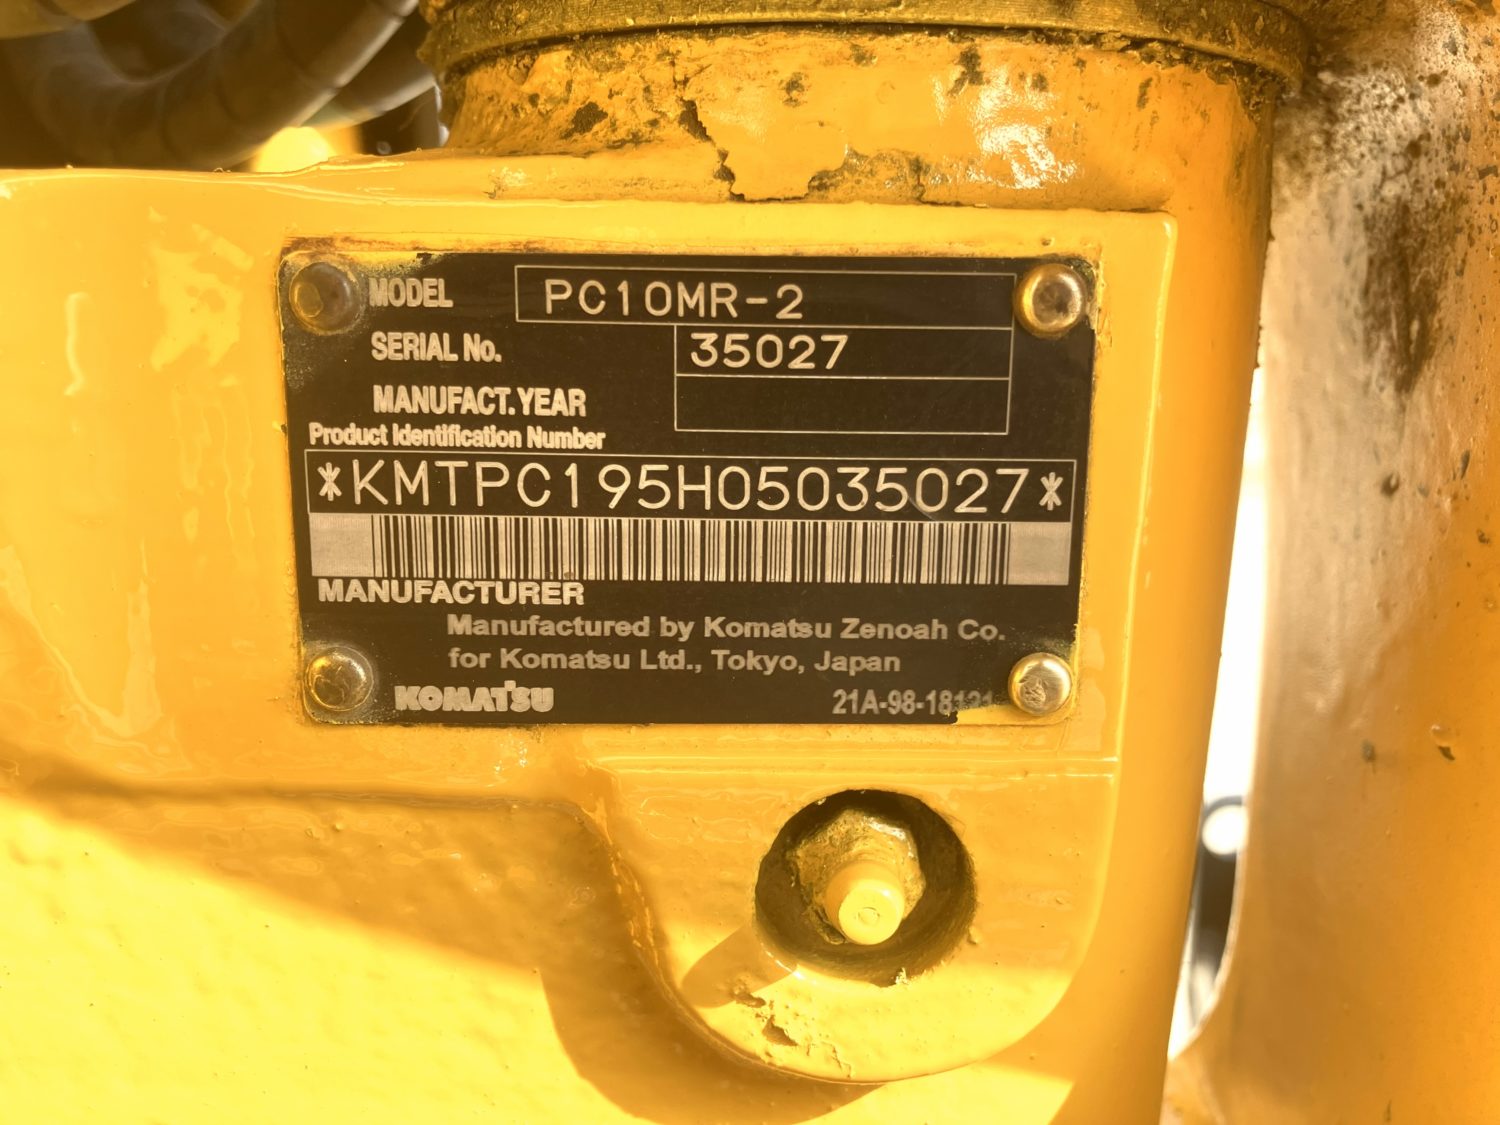 MODEL PC10MR-2
SERIAL No. 35027
MANUFACT. YEAR
Product Identification Number
*KMTPC195H05035027*
MANUFACTURER
Manufactured by Komatsu Zenoah Co.
for Komatsu Ltd., Tokyo, Japan
KOMATSU